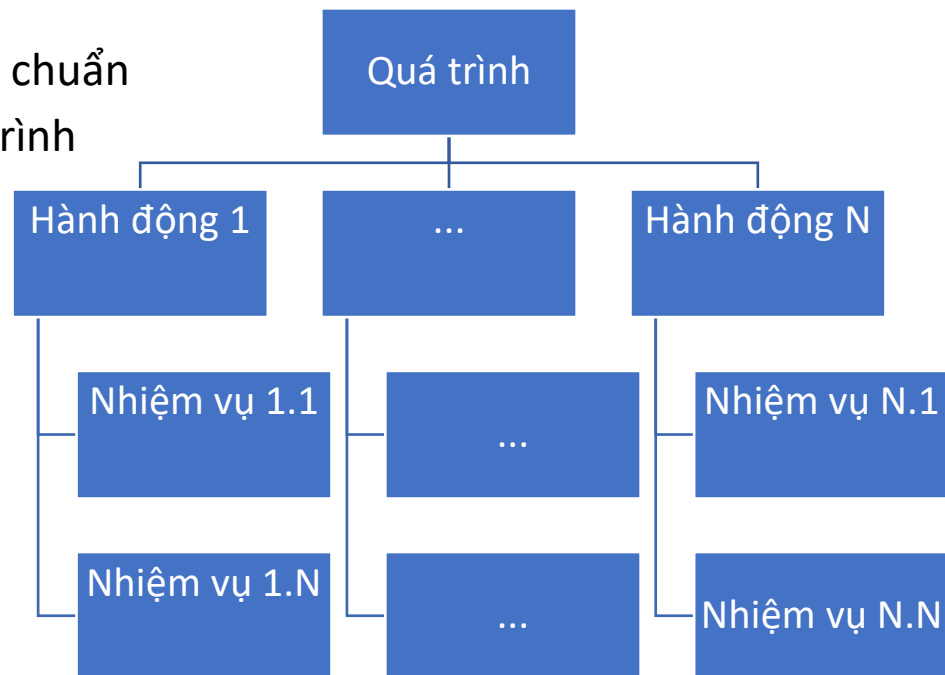 chuẩn
rình
Quá trình
Hành động 1
...
Hành động N
Nhiệm vụ 1.1
...
Nhiệm vụ N.1
Nhiệm vụ 1.N
...
Nhiệm vụ N.N